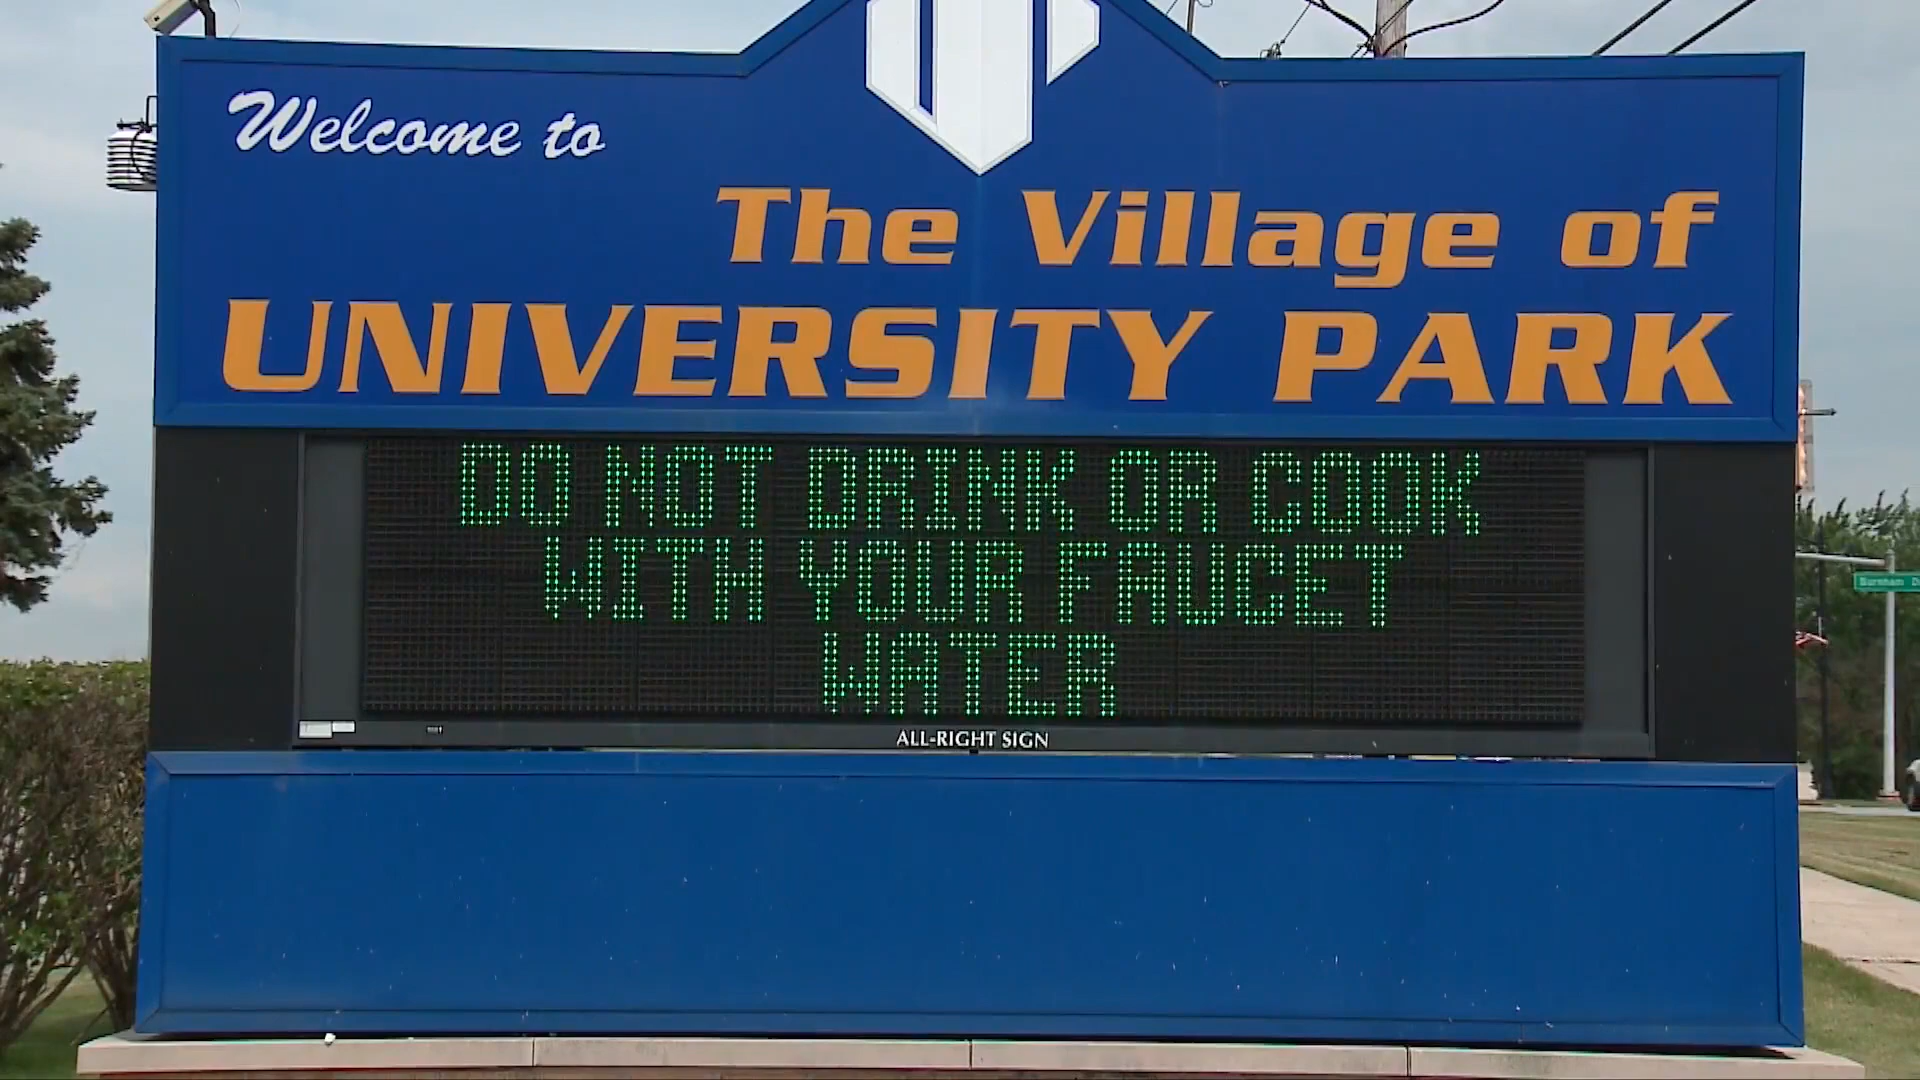 Welcome to
The Village of
UNIVERSITY PARK
DO NOT DRINK OR COOK
WITH YOUR FAUCET
WATER
ALL-RIGHT SIGN
Burnham